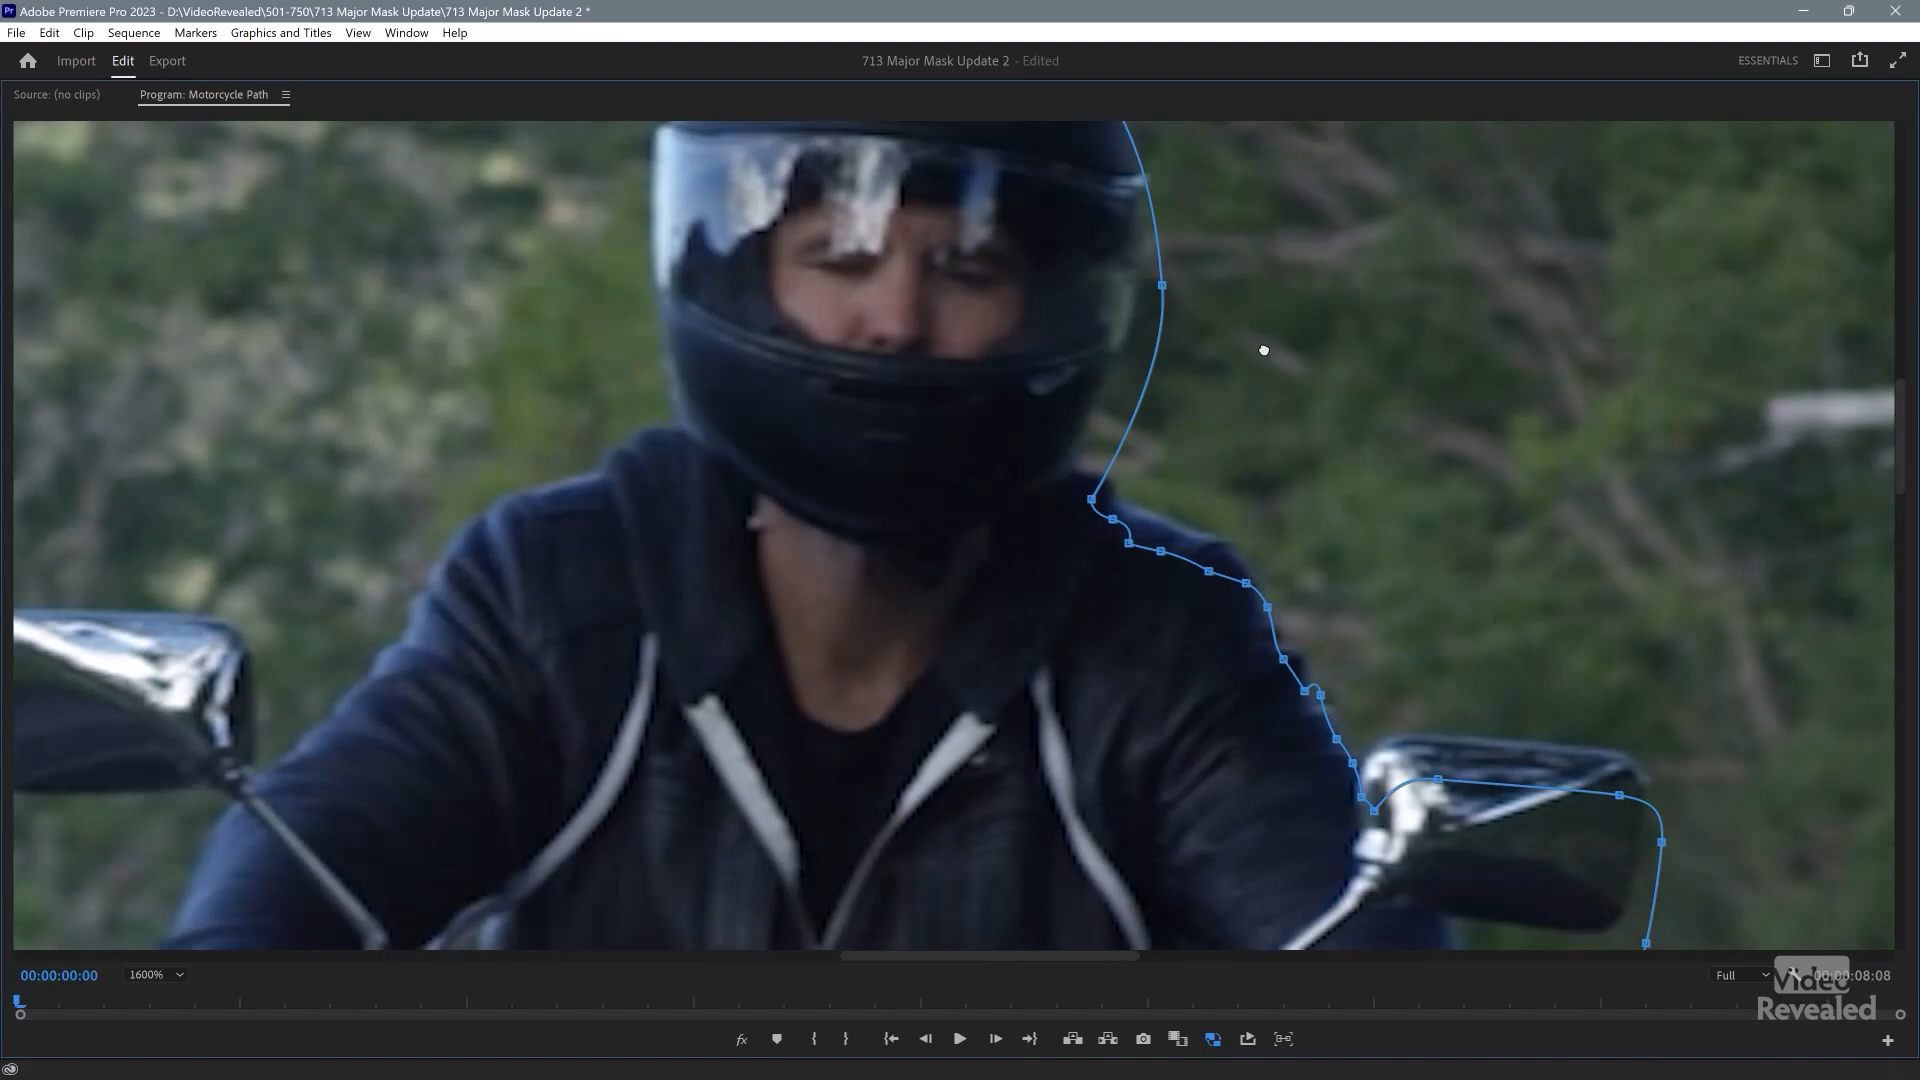 Pr Adobe Premiere Pro 2023 - D:\VideoRevealed\501-750\713 Major Mask Update\713 Major Mask Update 2 *
File Edit Clip Sequence Markers Graphics and Titles View Window Help
Import Edit Export 713 Major Mask Update 2 - Edited ESSENTIALS
Source: (no clips) Program: Motorcycle Path
00:00:00:00 1600% Full 00:00:08:08
Video
Revealed
fx